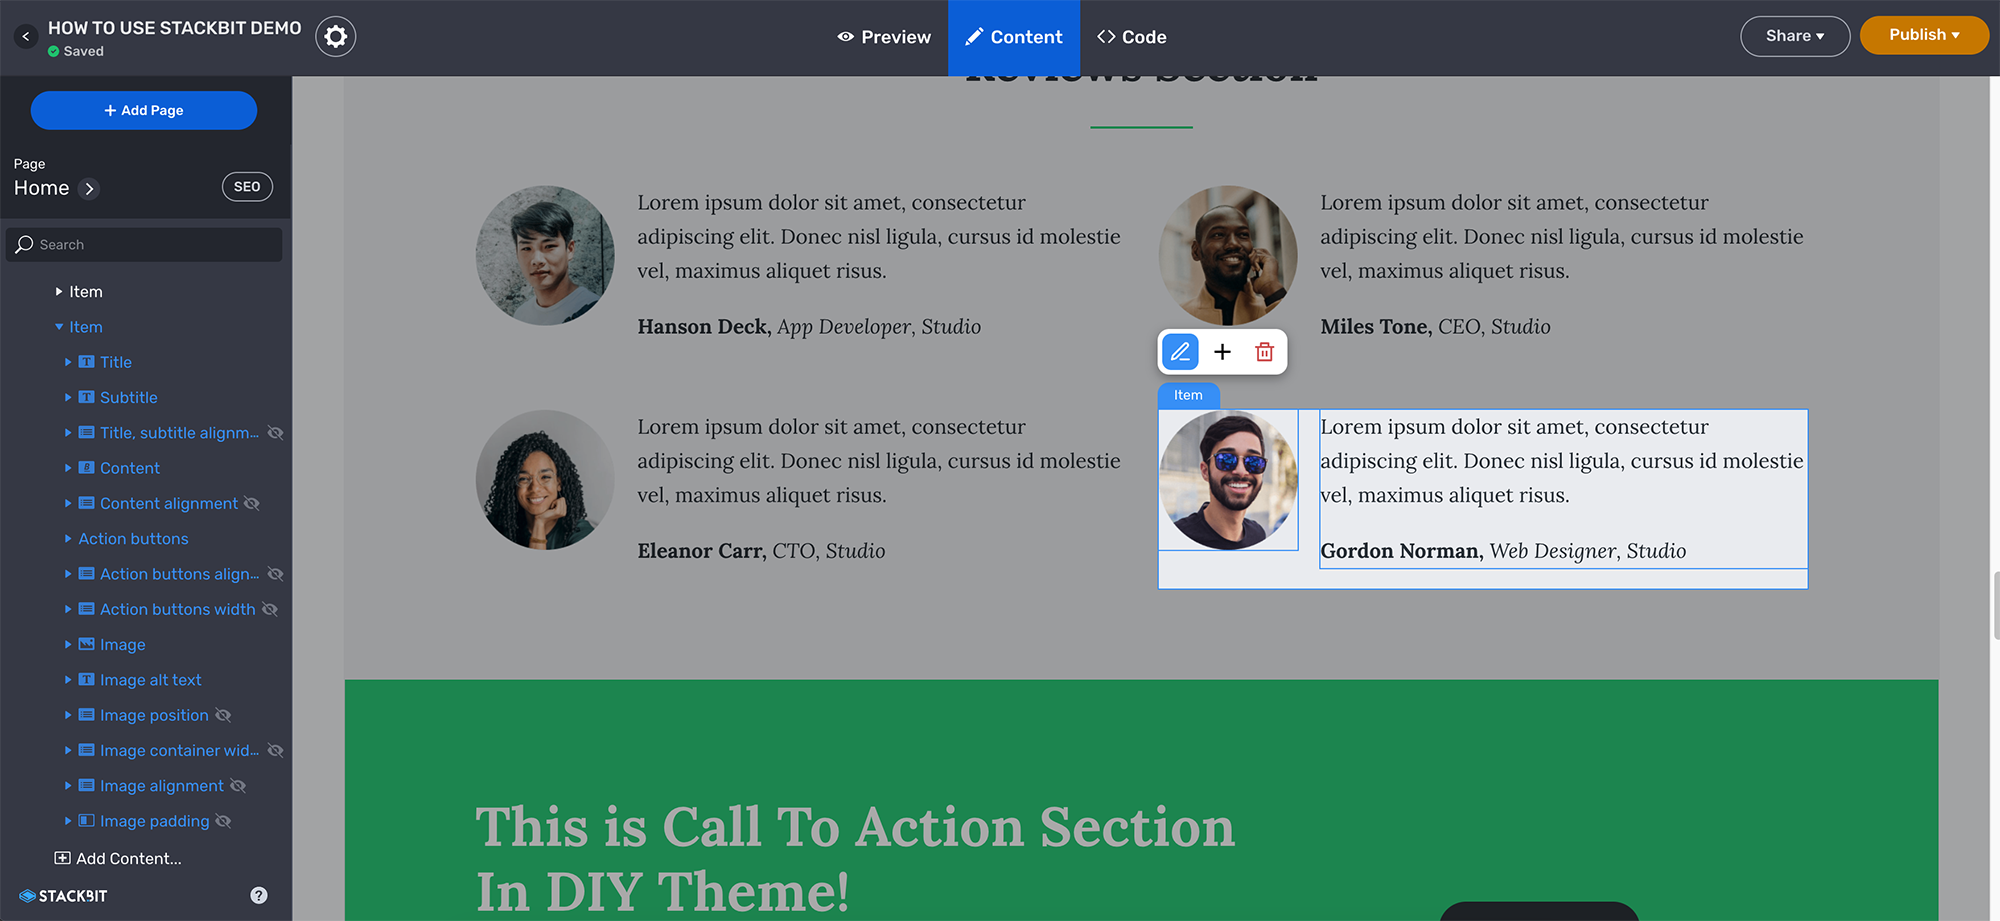 HOW TO USE STACKBIT DEMO
Saved
Preview
Content
Code
Share
Publish
Add Page
Page
Home
SEO
Search
Item
Item
Title
Subtitle
Title, subtitle alignm...
Content
Content alignment
Action buttons
Action buttons align...
Action buttons width
Image
Image alt text
Image position
Image container wid...
Image alignment
Image padding
Add Content...
STACKBIT
?
Reviews Section
Lorem ipsum dolor sit amet, consectetur
adipiscing elit. Donec nisl ligula, cursus id molestie
vel, maximus aliquet risus.
Hanson Deck, App Developer, Studio
Lorem ipsum dolor sit amet, consectetur
adipiscing elit. Donec nisl ligula, cursus id molestie
vel, maximus aliquet risus.
Miles Tone, CEO, Studio
Lorem ipsum dolor sit amet, consectetur
adipiscing elit. Donec nisl ligula, cursus id molestie
vel, maximus aliquet risus.
Eleanor Carr, CTO, Studio
Item
Lorem ipsum dolor sit amet, consectetur
adipiscing elit. Donec nisl ligula, cursus id molestie
vel, maximus aliquet risus.
Gordon Norman, Web Designer, Studio
This is Call To Action Section
In DIY Theme!